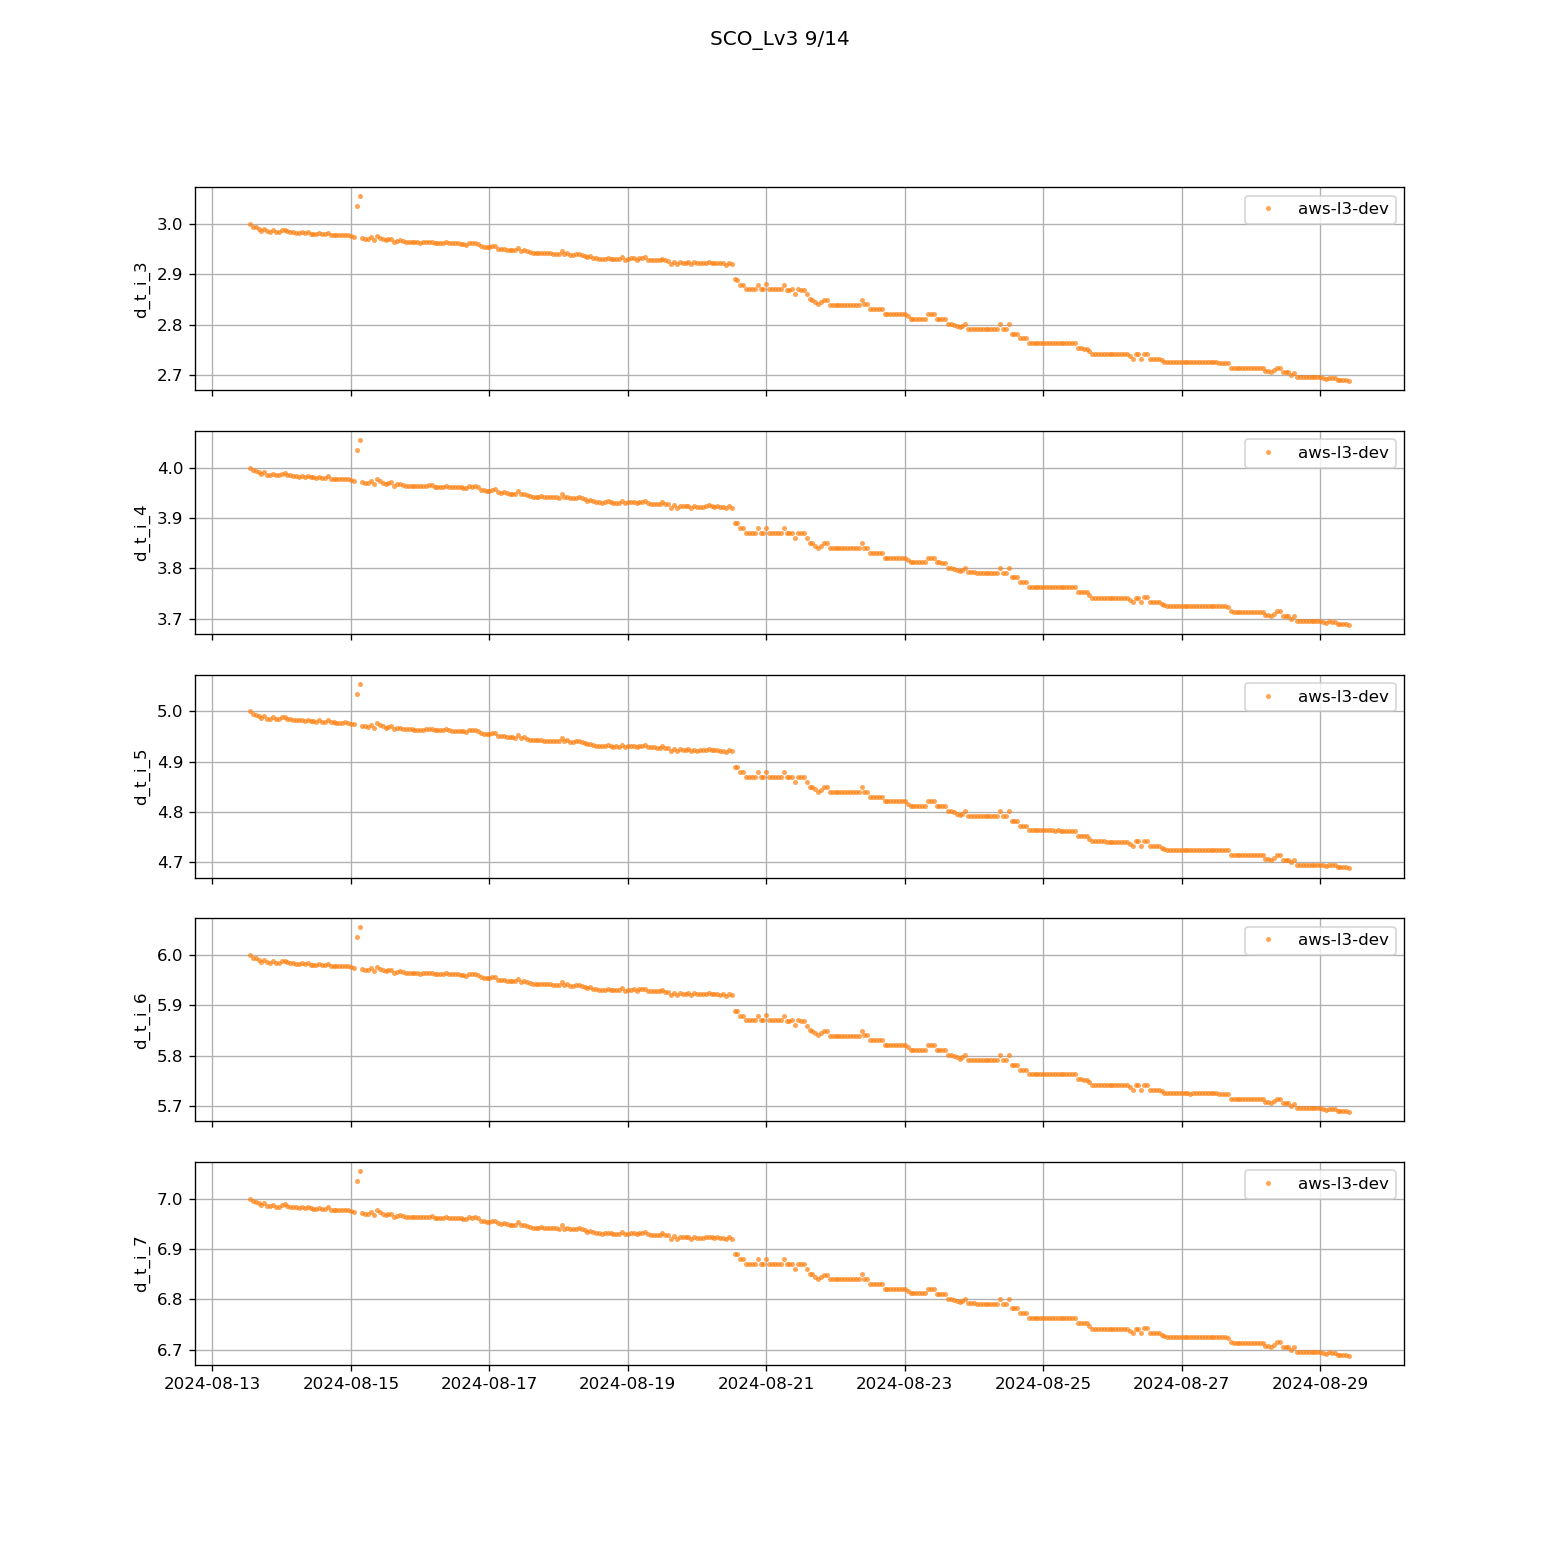 SCO_Lv3 9/14
aws-l3-dev
3.0
2.9
2.8
2.7
d_t_i_3
aws-l3-dev
4.0
3.9
3.8
3.7
d_t_i_4
aws-l3-dev
5.0
4.9
4.8
4.7
d_t_i_5
aws-l3-dev
6.0
5.9
5.8
5.7
d_t_i_6
aws-l3-dev
7.0
6.9
6.8
6.7
d_t_i_7
2024-08-13 2024-08-15 2024-08-17 2024-08-19 2024-08-21 2024-08-23 2024-08-25 2024-08-27 2024-08-29